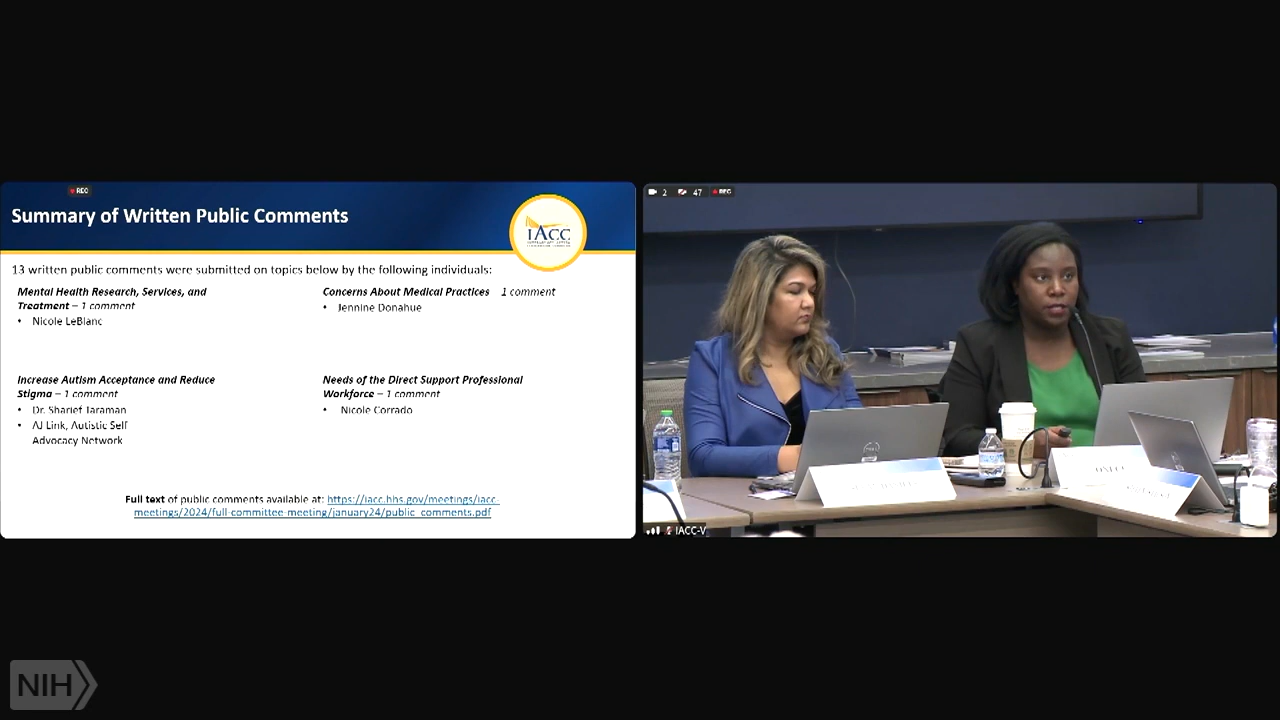 REC
Summary of Written Public Comments
IACC
13 written public comments were submitted on topics below by the following individuals:
Mental Health Research, Services, and
Treatment – 1 comment
• Nicole LeBlanc
Concerns About Medical Practices 1 comment
• Jennine Donahue
Increase Autism Acceptance and Reduce
Stigma – 1 comment
• Dr. Sharief Taraman
• AJ Link, Autistic Self
Advocacy Network
Needs of the Direct Support Professional
Workforce – 1 comment
• Nicole Corrado
Full text of public comments available at: https://iacc.hhs.gov/meetings/iacc-
meetings/2024/full-committee-meeting/january24/public_comments.pdf
2 47 REC
DELL
IACC-V
NIH